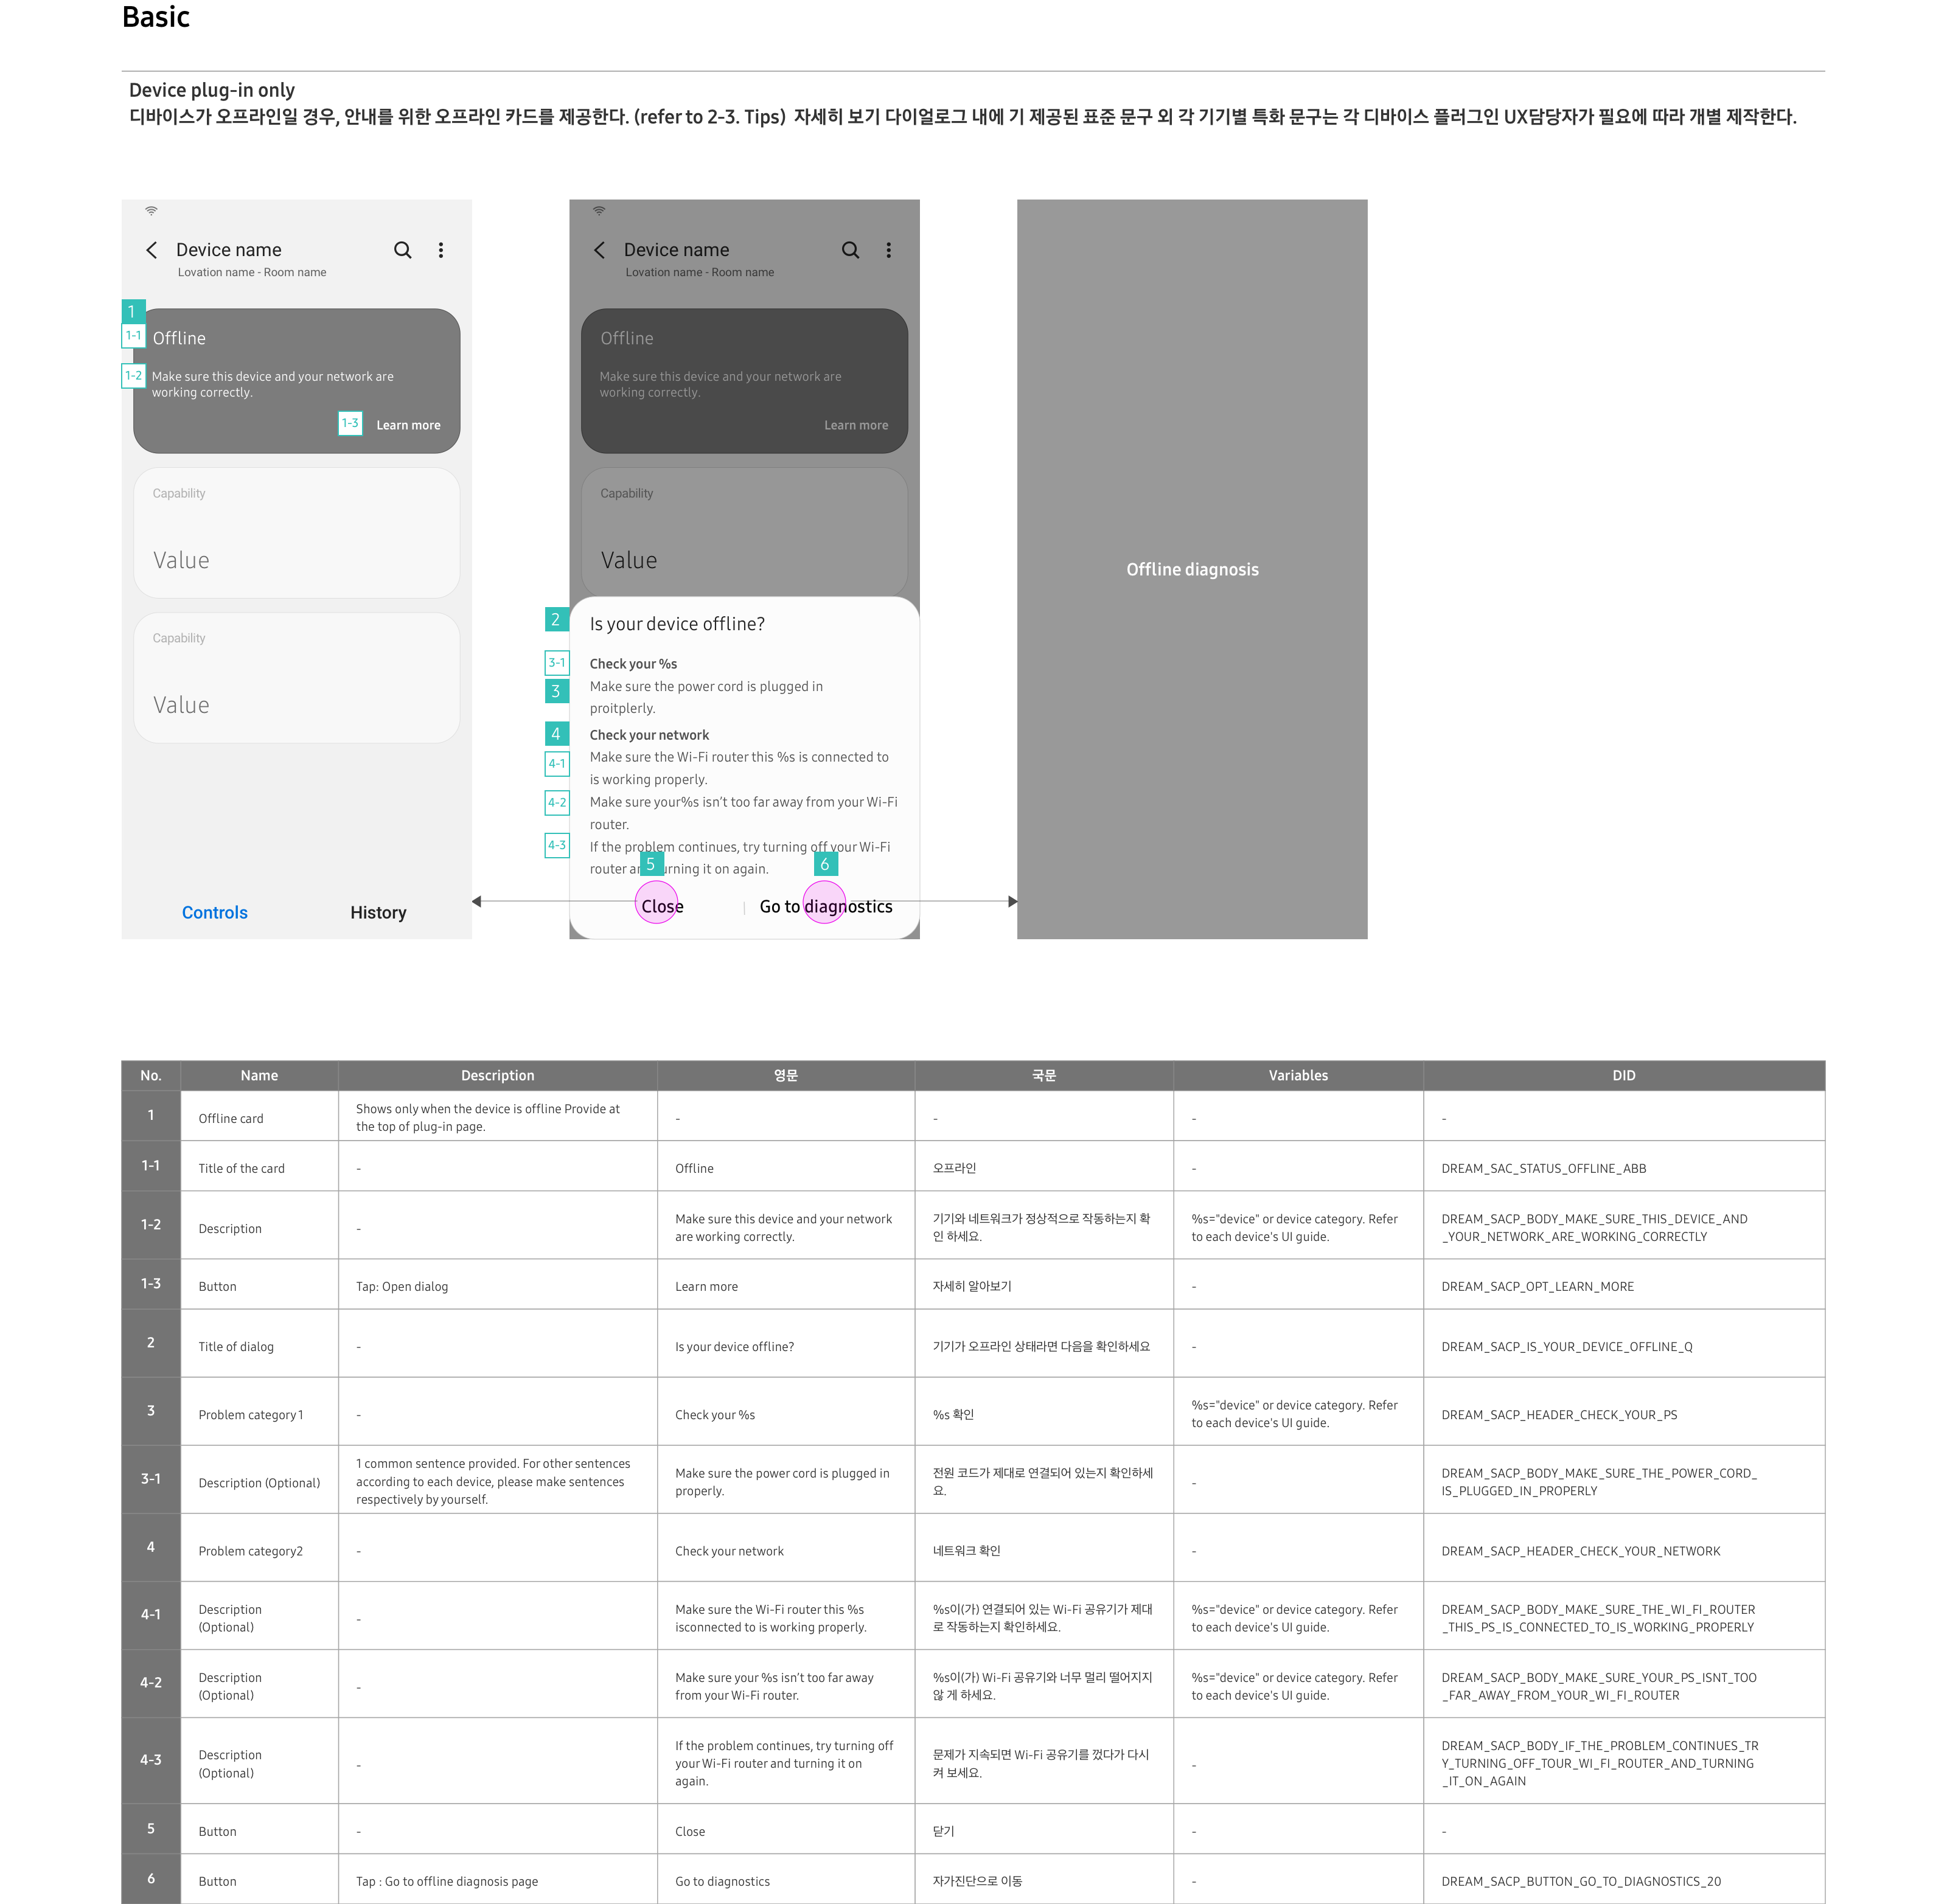 Basic
Device plug-in only
디바이스가 오프라인일 경우, 안내를 위한 오프라인 카드를 제공한다. (refer to 2-3. Tips)  자세히 보기 다이얼로그 내에 기 제공된 표준 문구 외 각 기기별 특화 문구는 각 디바이스 플러그인 UX담당자가 필요에 따라 개별 제작한다.
Device name
Lovation name - Room name
1
1-1
Offline
1-2
Make sure this device and your network are
working correctly.
1-3
Learn more
Capability
Value
Capability
Value
Controls
History
Device name
Lovation name - Room name
Offline
Make sure this device and your network are
working correctly.
Learn more
Capability
Value
2
Is your device offline?
3-1
Check your %s
3
Make sure the power cord is plugged in
proitplerly.
4
Check your network
4-1
Make sure the Wi-Fi router this %s is connected to
is working properly.
4-2
Make sure your%s isn't too far away from your Wi-Fi
router.
4-3
If the problem continues, try turning off your Wi-Fi
router an urning it on again.
5
6
Close
Go to diagnostics
Offline diagnosis
No. Name Description 영문 국문 Variables DID
1
Offline card
Shows only when the device is offline Provide at
the top of plug-in page.
-
-
-
-
1-1
Title of the card
-
Offline
오프라인
-
DREAM_SAC_STATUS_OFFLINE_ABB
1-2
Description
-
Make sure this device and your network
are working correctly.
기기와 네트워크가 정상적으로 작동하는지 확
인 하세요.
%s="device" or device category. Refer
to each device's UI guide.
DREAM_SACP_BODY_MAKE_SURE_THIS_DEVICE_AND
_YOUR_NETWORK_ARE_WORKING_CORRECTLY
1-3
Button
Tap: Open dialog
Learn more
자세히 알아보기
-
DREAM_SACP_OPT_LEARN_MORE
2
Title of dialog
-
Is your device offline?
기기가 오프라인 상태라면 다음을 확인하세요
-
DREAM_SACP_IS_YOUR_DEVICE_OFFLINE_Q
3
Problem category1
-
Check your %s
%s 확인
%s="device" or device category. Refer
to each device's UI guide.
DREAM_SACP_HEADER_CHECK_YOUR_PS
3-1
Description (Optional)
1 common sentence provided. For other sentences
according to each device, please make sentences
respectively by yourself.
Make sure the power cord is plugged in
properly.
전원 코드가 제대로 연결되어 있는지 확인하세
요.
-
DREAM_SACP_BODY_MAKE_SURE_THE_POWER_CORD_
IS_PLUGGED_IN_PROPERLY
4
Problem category2
-
Check your network
네트워크 확인
-
DREAM_SACP_HEADER_CHECK_YOUR_NETWORK
4-1
Description
(Optional)
-
Make sure the Wi-Fi router this %s
isconnected to is working properly.
%s이(가) 연결되어 있는 Wi-Fi 공유기가 제대
로 작동하는지 확인하세요.
%s="device" or device category. Refer
to each device's UI guide.
DREAM_SACP_BODY_MAKE_SURE_THE_WI_FI_ROUTER
_THIS_PS_IS_CONNECTED_TO_IS_WORKING_PROPERLY
4-2
Description
(Optional)
-
Make sure your %s isn't too far away
from your Wi-Fi router.
%s이(가) Wi-Fi 공유기와 너무 멀리 떨어지지
않 게 하세요.
%s="device" or device category. Refer
to each device's UI guide.
DREAM_SACP_BODY_MAKE_SURE_YOUR_PS_ISNT_TOO
_FAR_AWAY_FROM_YOUR_WI_FI_ROUTER
4-3
Description
(Optional)
-
If the problem continues, try turning off
your Wi-Fi router and turning it on
again.
문제가 지속되면 Wi-Fi 공유기를 껐다가 다시
켜 보세요.
-
DREAM_SACP_BODY_IF_THE_PROBLEM_CONTINUES_TR
Y_TURNING_OFF_TOUR_WI_FI_ROUTER_AND_TURNING
_IT_ON_AGAIN
5
Button
-
Close
닫기
-
-
6
Button
Tap : Go to offline diagnosis page
Go to diagnostics
자가진단으로 이동
-
DREAM_SACP_BUTTON_GO_TO_DIAGNOSTICS_20